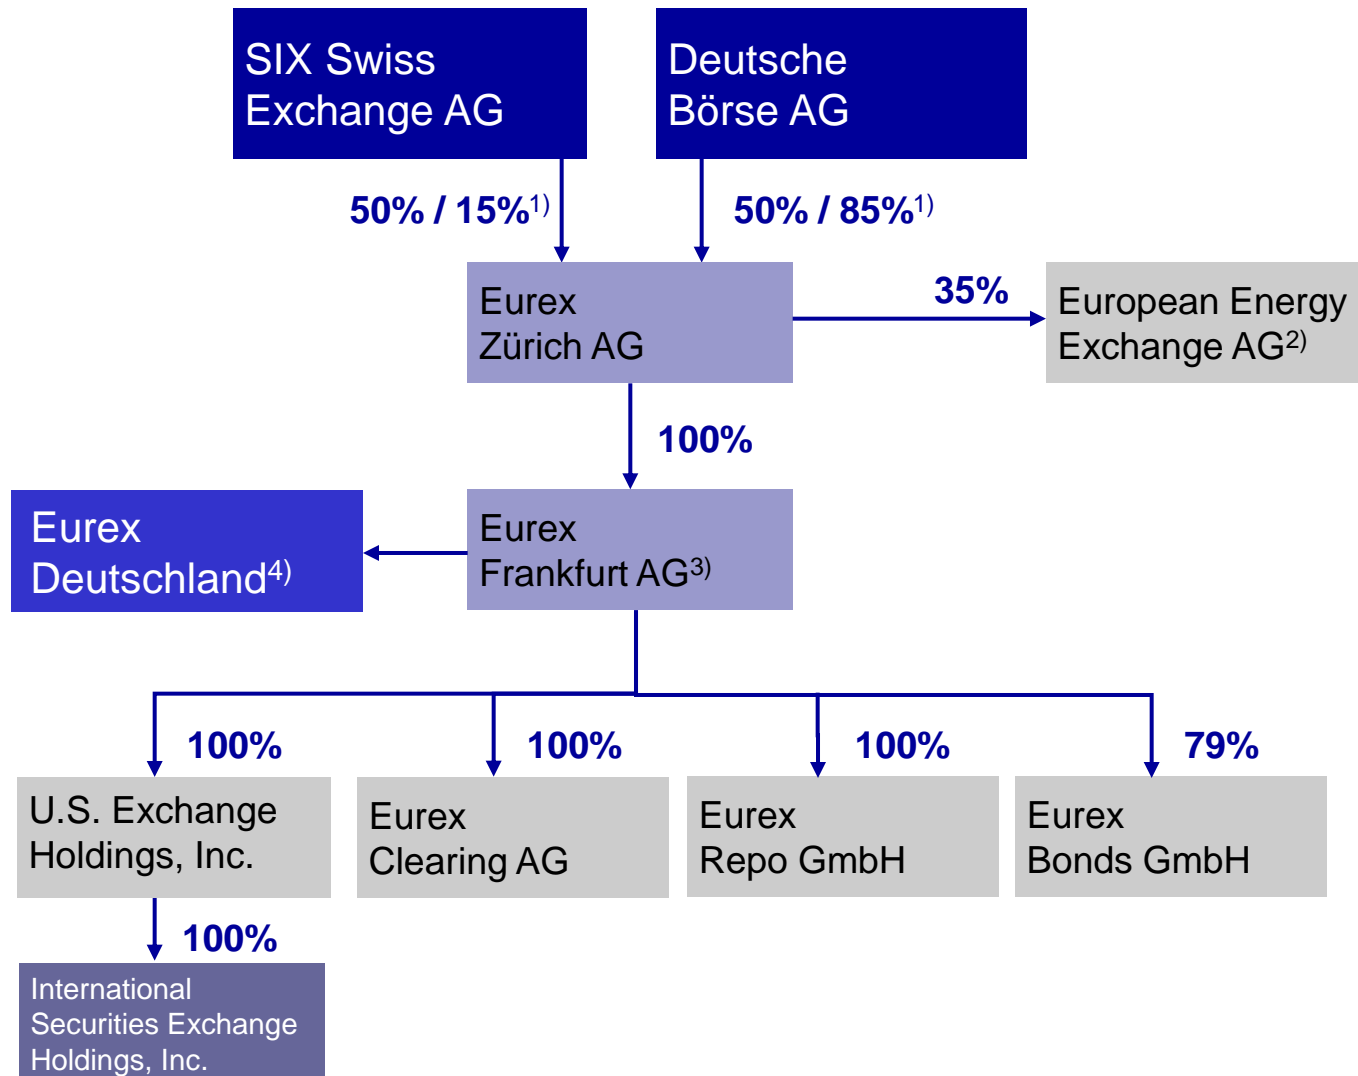 SIX Swiss
Exchange AG
Deutsche
Börse AG
50% / 15%1)
50% / 85%1)
Eurex
Zürich AG
35%
European Energy
Exchange AG2)
100%
Eurex
Deutschland4)
Eurex
Frankfurt AG3)
100%
100%
100%
79%
U.S. Exchange
Holdings, Inc.
Eurex
Clearing AG
Eurex
Repo GmbH
Eurex
Bonds GmbH
100%
International
Securities Exchange
Holdings, Inc.